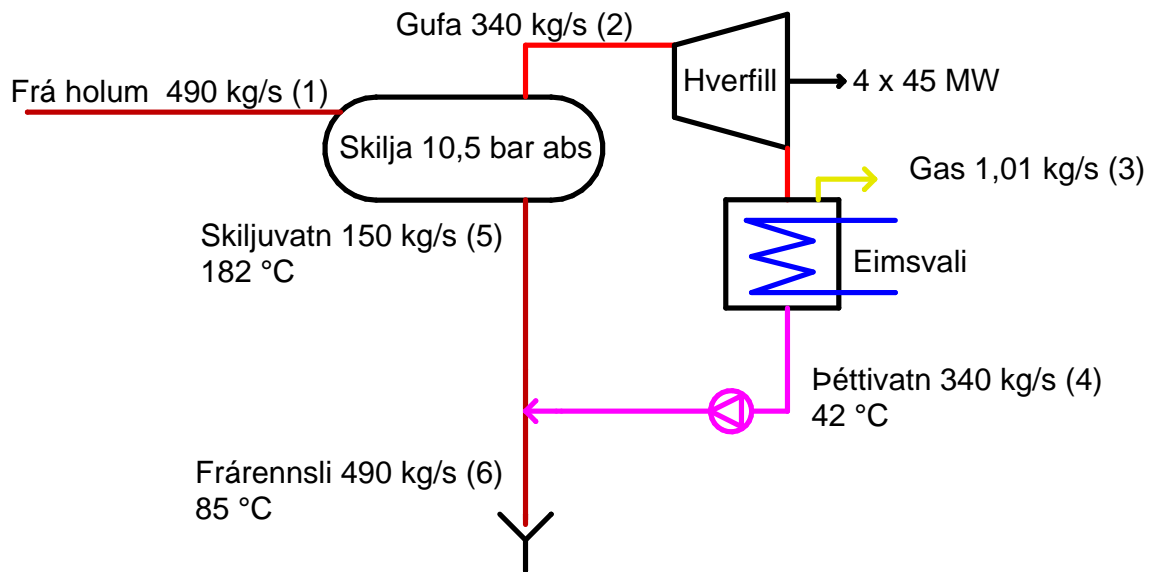 Gufa 340 kg/s (2)
Frá holum 490 kg/s (1)
Hverfill
4 x 45 MW
Skilja 10,5 bar abs
Gas 1,01 kg/s (3)
Skiljuvatn 150 kg/s (5)
182 °C
Eimsvali
Þéttivatn 340 kg/s (4)
42 °C
Frárennsli 490 kg/s (6)
85 °C